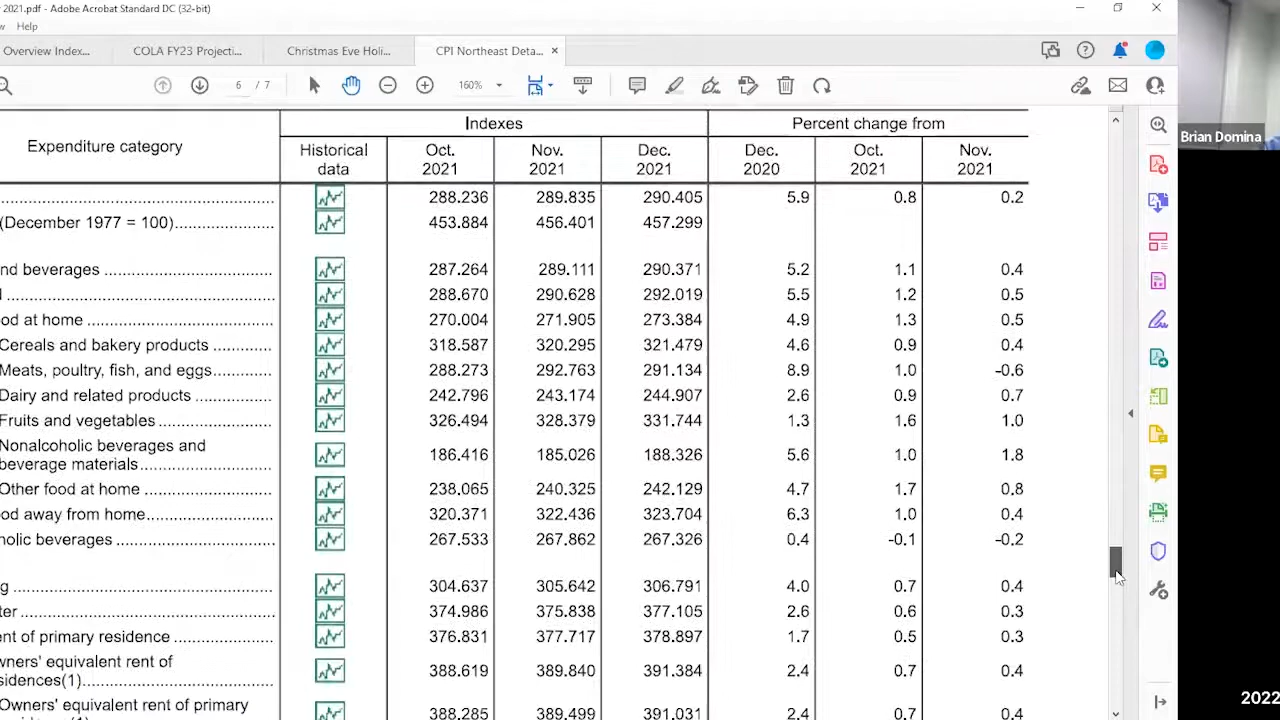 2021.pdf - Adobe Acrobat Standard DC (32-bit)
Help
Overview Index...
COLA FY23 Projecti...
Christmas Eve Holi...
CPI Northeast Deta... ×
6 / 7
160%
Indexes Percent change from
Expenditure category Historical data Oct. 2021 Nov. 2021 Dec. 2021 Dec. 2020 Oct. 2021 Nov. 2021
288.236 289.835 290.405 5.9 0.8 0.2
(December 1977 = 100) 453.884 456.401 457.299
nd beverages 287.264 289.111 290.371 5.2 1.1 0.4
288.670 290.628 292.019 5.5 1.2 0.5
od at home 270.004 271.905 273.384 4.9 1.3 0.5
Cereals and bakery products 318.587 320.295 321.479 4.6 0.9 0.4
Meats, poultry, fish, and eggs 288.273 292.763 291.134 8.9 1.0 -0.6
Dairy and related products 242.796 243.174 244.907 2.6 0.9 0.7
Fruits and vegetables 326.494 328.379 331.744 1.3 1.6 1.0
Nonalcoholic beverages and
beverage materials 186.416 185.026 188.326 5.6 1.0 1.8
Other food at home 238.065 240.325 242.129 4.7 1.7 0.8
od away from home 320.371 322.436 323.704 6.3 1.0 0.4
holic beverages 267.533 267.862 267.326 0.4 -0.1 -0.2
g 304.637 305.642 306.791 4.0 0.7 0.4
ter 374.986 375.838 377.105 2.6 0.6 0.3
ent of primary residence 376.831 377.717 378.897 1.7 0.5 0.3
wners' equivalent rent of
sidences(1) 388.619 389.840 391.384 2.4 0.7 0.4
Owners' equivalent rent of primary
388.285 389.499 391.031 2.4 0.7 0.4
Brian Domina
2022